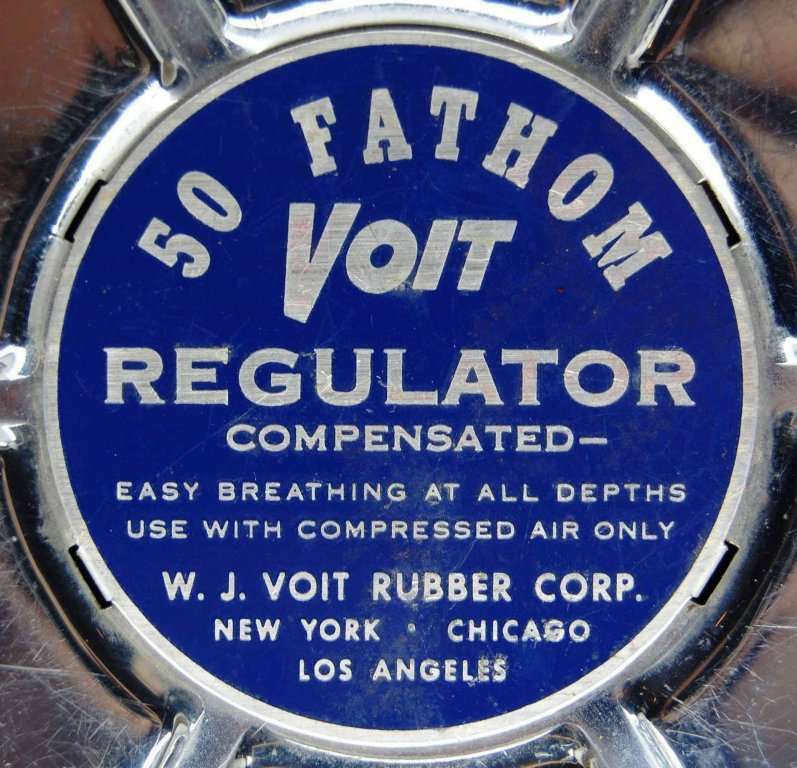 50 FATHOM
VOIT
REGULATOR
COMPENSATED—
EASY BREATHING AT ALL DEPTHS
USE WITH COMPRESSED AIR ONLY
W. J. VOIT RUBBER CORP.
NEW YORK · CHICAGO
LOS ANGELES